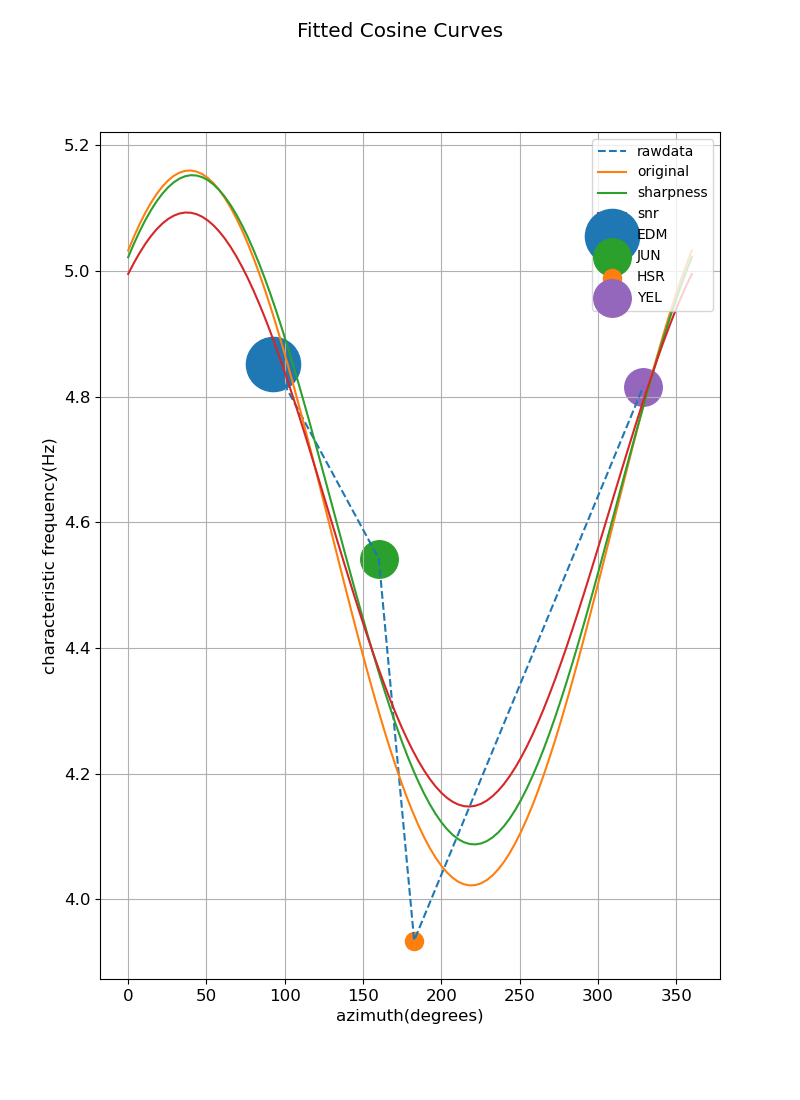 Fitted Cosine Curves
rawdata
original
sharpness
snr
EDM
JUN
HSR
YEL
characteristic frequency(Hz)
5.2
5.0
4.8
4.6
4.4
4.2
4.0
0 50 100 150 200 250 300 350
azimuth(degrees)